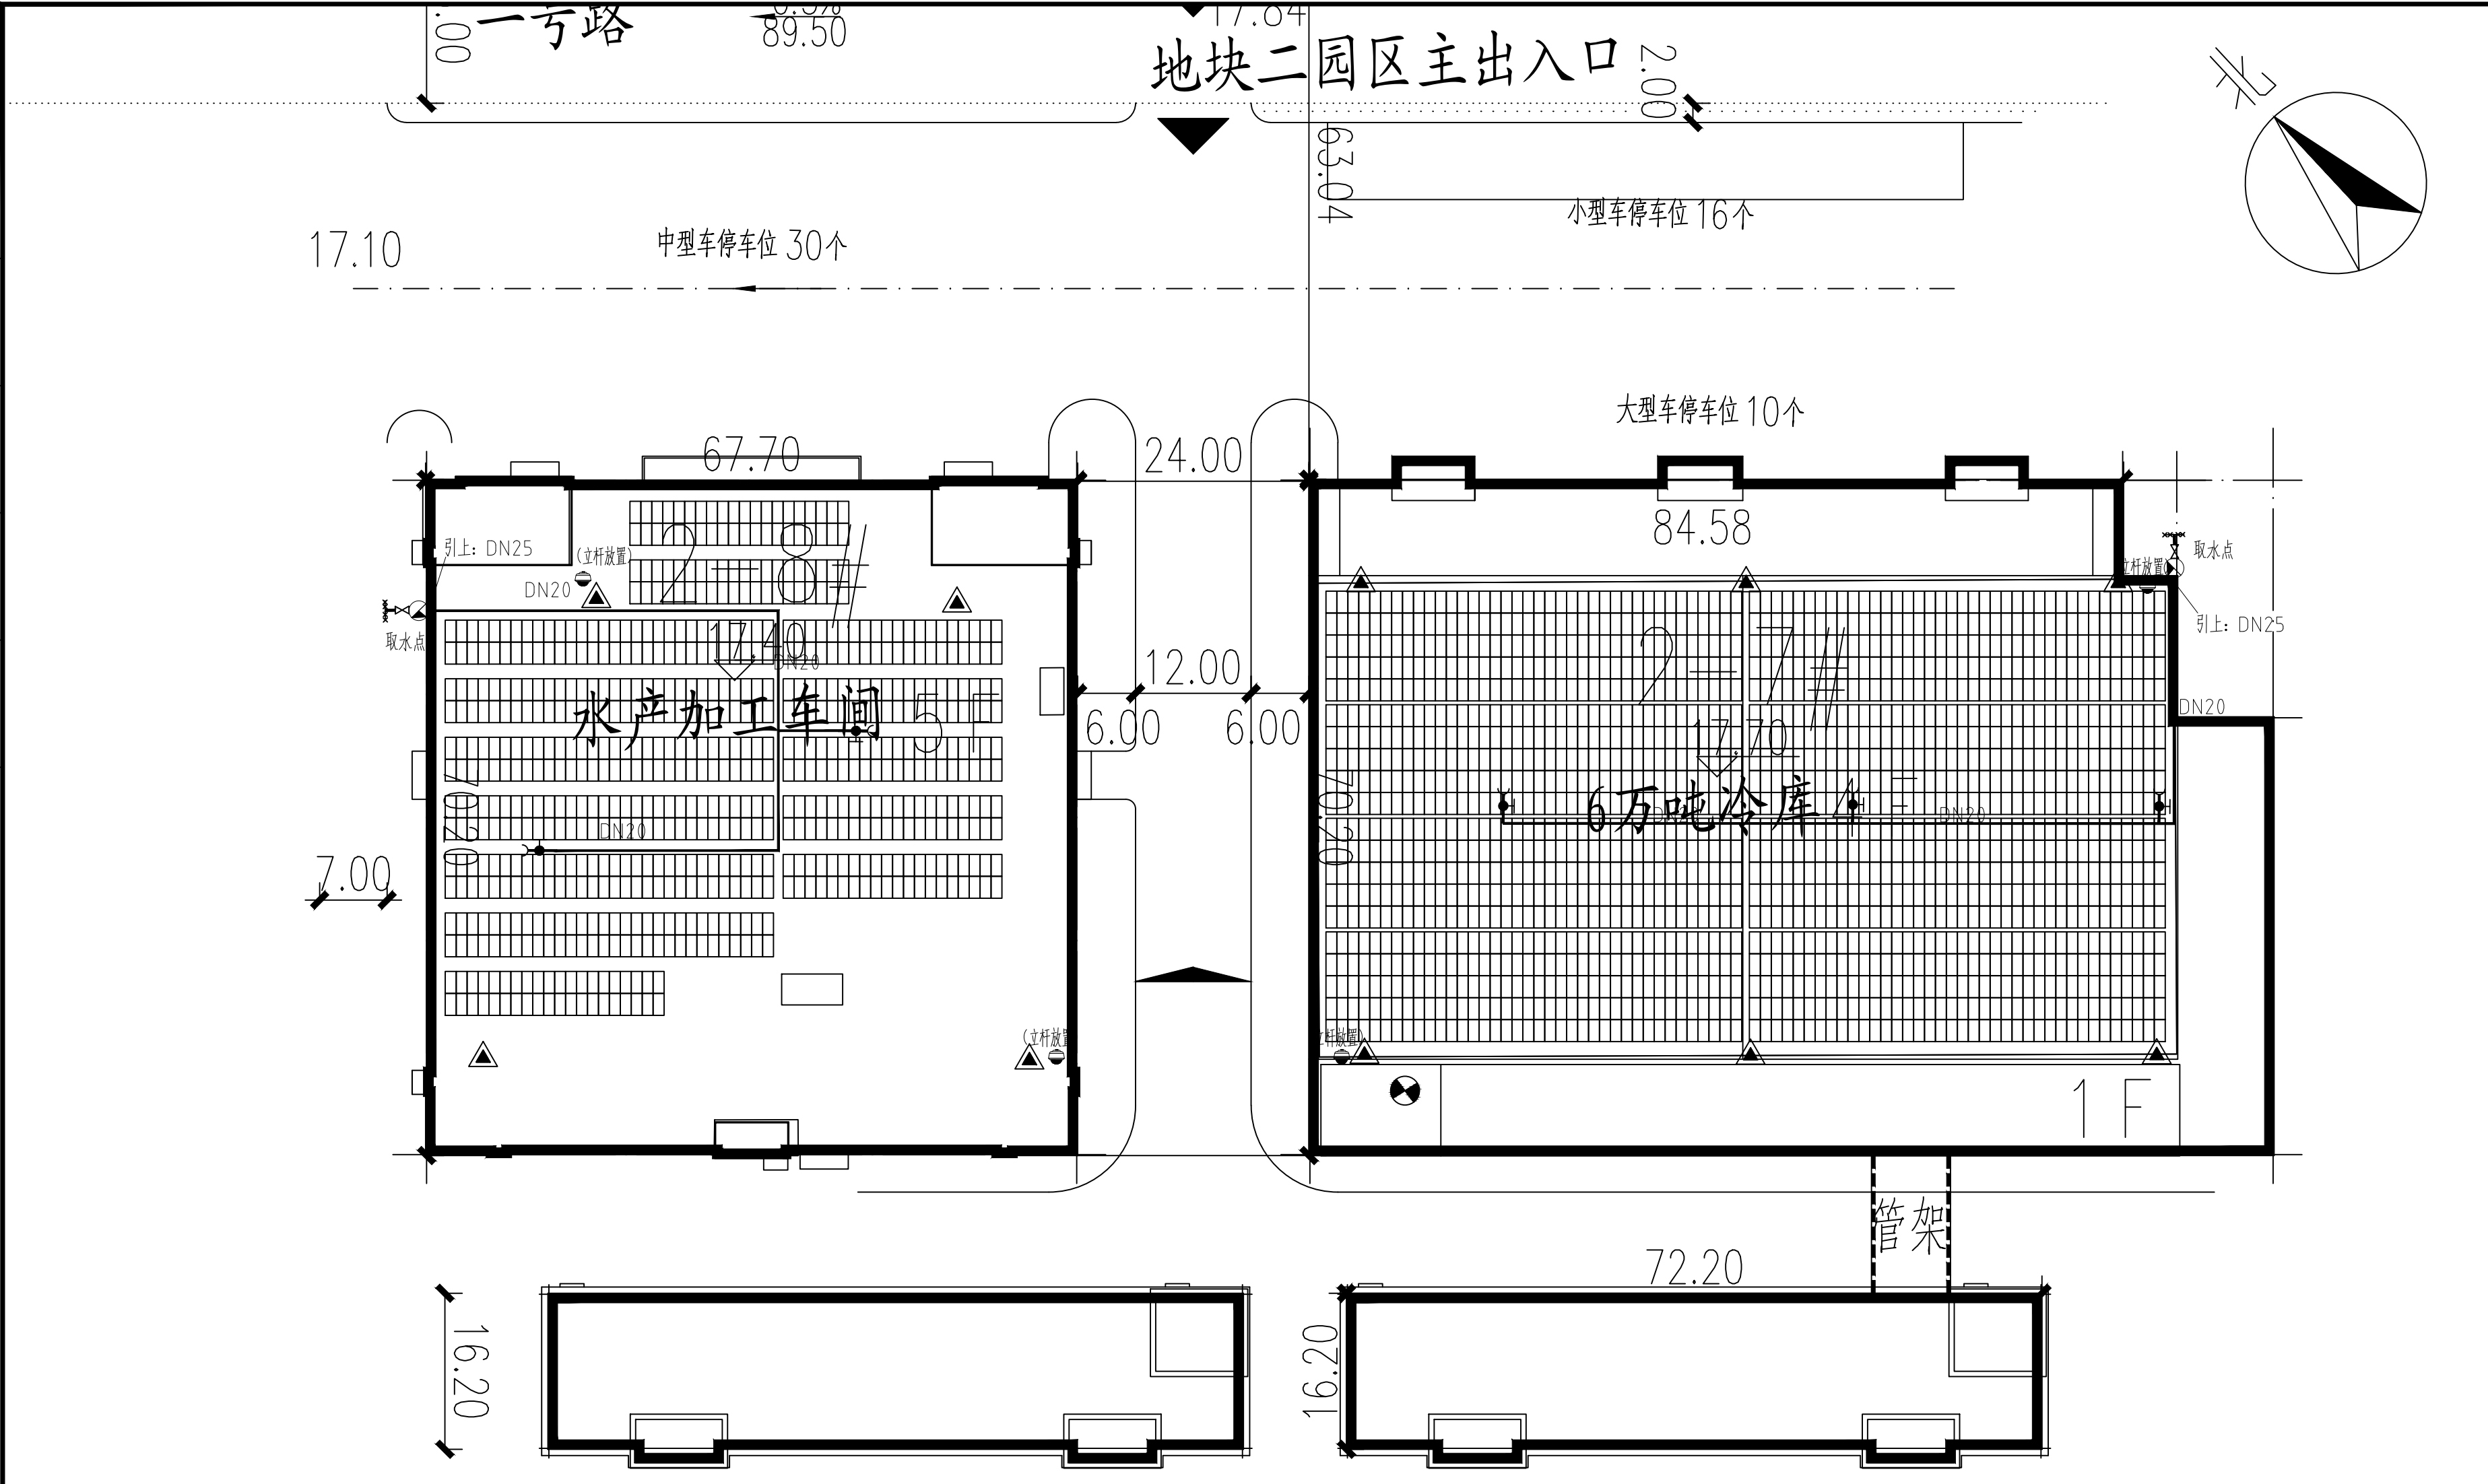 一号路
89.50
17.64
地块二园区主出入口
2.00
北
63.04
17.10
中型车停车位 30个
小型车停车位 16个
大型车停车位 10个
67.70
24.00
84.58
引上: DN25
(立杆放置)
2-8#
DN20
取水点
取水点
立杆放置)
引上: DN25
17.40
DN20
12.00
2-7#
水产加工车间 5F
6.00
6.00
17.70
DN20
DN20
6万吨冷库 4F
DN20
7.00
(立杆放置
立杆放置)
1F
管架
72.20
16.20
16.20